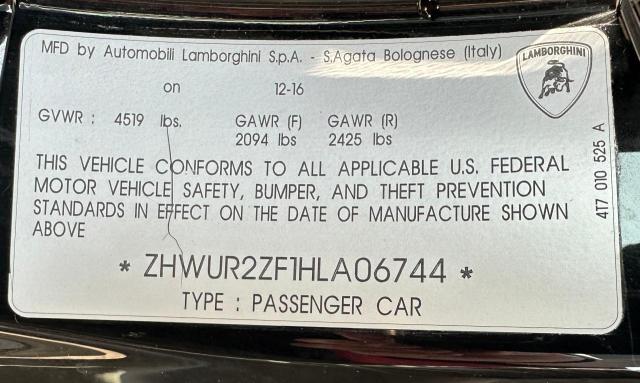 MFD by Automobili Lamborghini S.p.A. - S.Agata Bolognese (Italy)
LAMBORGHINI
on 12-16
GVWR : 4519 lbs. GAWR (F) GAWR (R)
2094 lbs 2425 lbs
THIS VEHICLE CONFORMS TO ALL APPLICABLE U.S. FEDERAL
MOTOR VEHICLE SAFETY, BUMPER, AND THEFT PREVENTION
STANDARDS IN EFFECT ON THE DATE OF MANUFACTURE SHOWN
ABOVE
4T7 010 525 A
* ZHWUR2ZF1HLA06744 *
TYPE : PASSENGER CAR